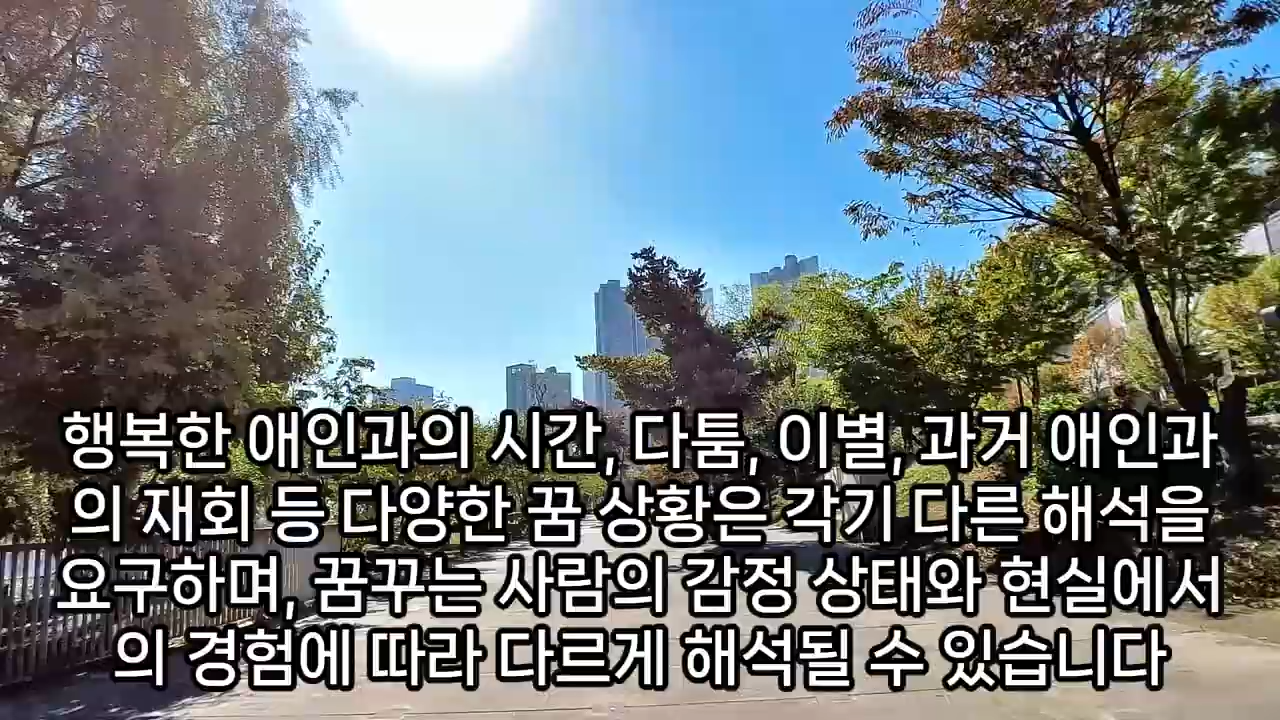 행복한 애인과의 시간, 다툼, 이별, 과거 애인과
의 재회 등 다양한 꿈 상황은 각기 다른 해석을
요구하며, 꿈꾸는 사람의 감정 상태와 현실에서
의 경험에 따라 다르게 해석될 수 있습니다